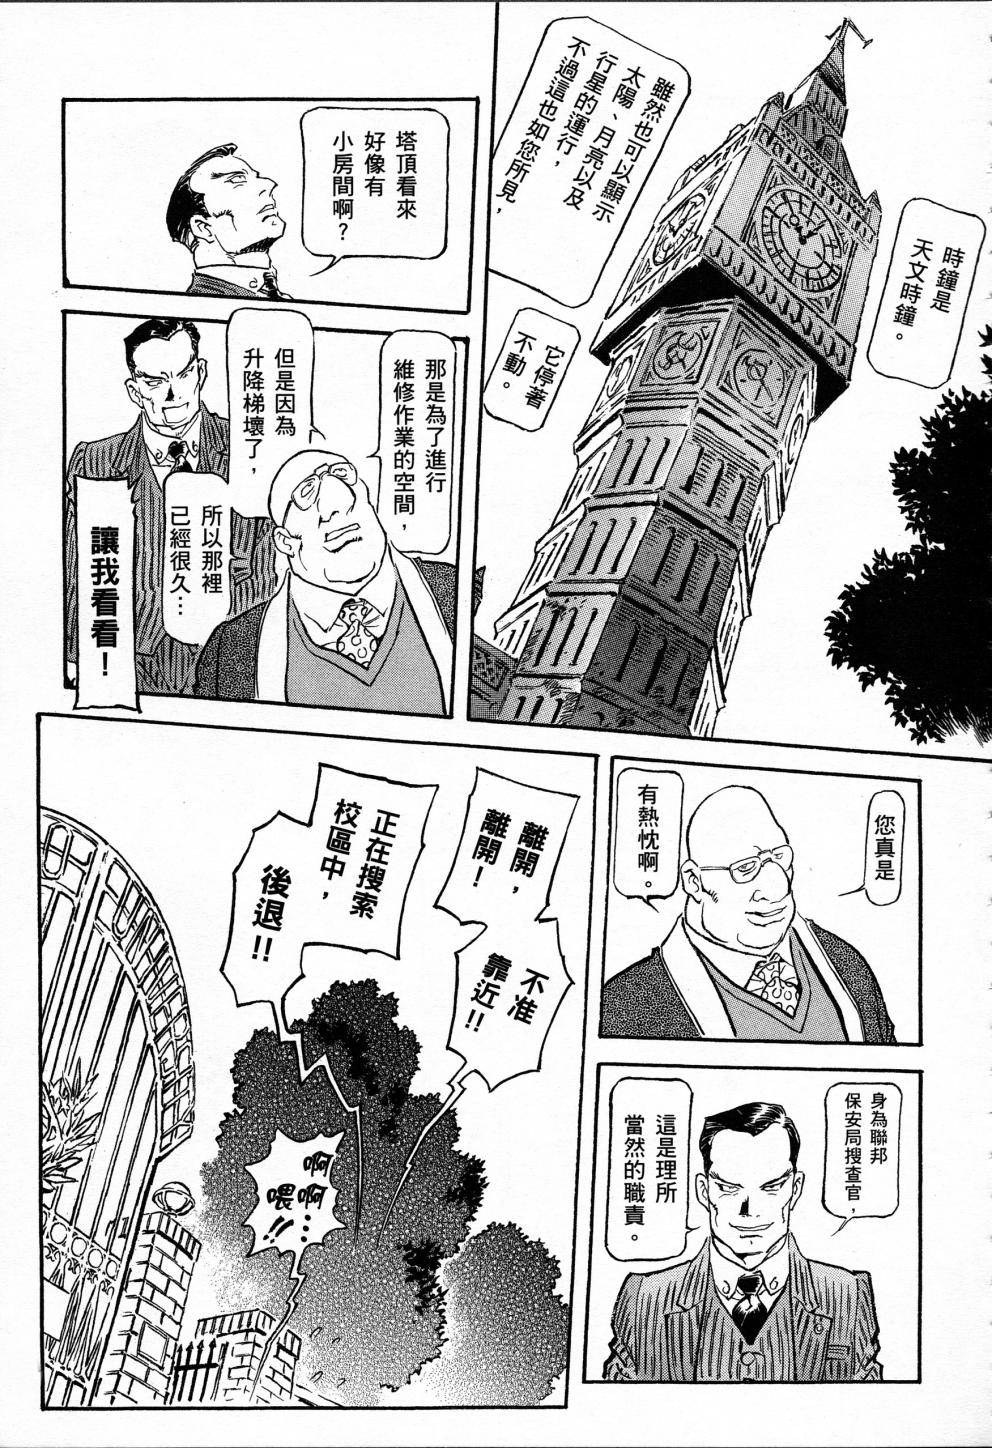 時鐘是
天文時鐘。
雖然也可以顯示
太陽、月亮以及
行星的運行，
不過這也如您所見，
它停著
不動。
塔頂看來
好像有
小房間啊？
那是為了進行
維修作業的空間，
但是因為
升降梯壞了，
所以那裡
已經很久…
讓我看看！
您真是
有熱忱啊。
身為聯邦
保安局搜查官，
這是理所
當然的職責。
離開，
離開！
不准
靠近!!
正在搜索
校區中，
後退!!
啊
啊…
喂!!